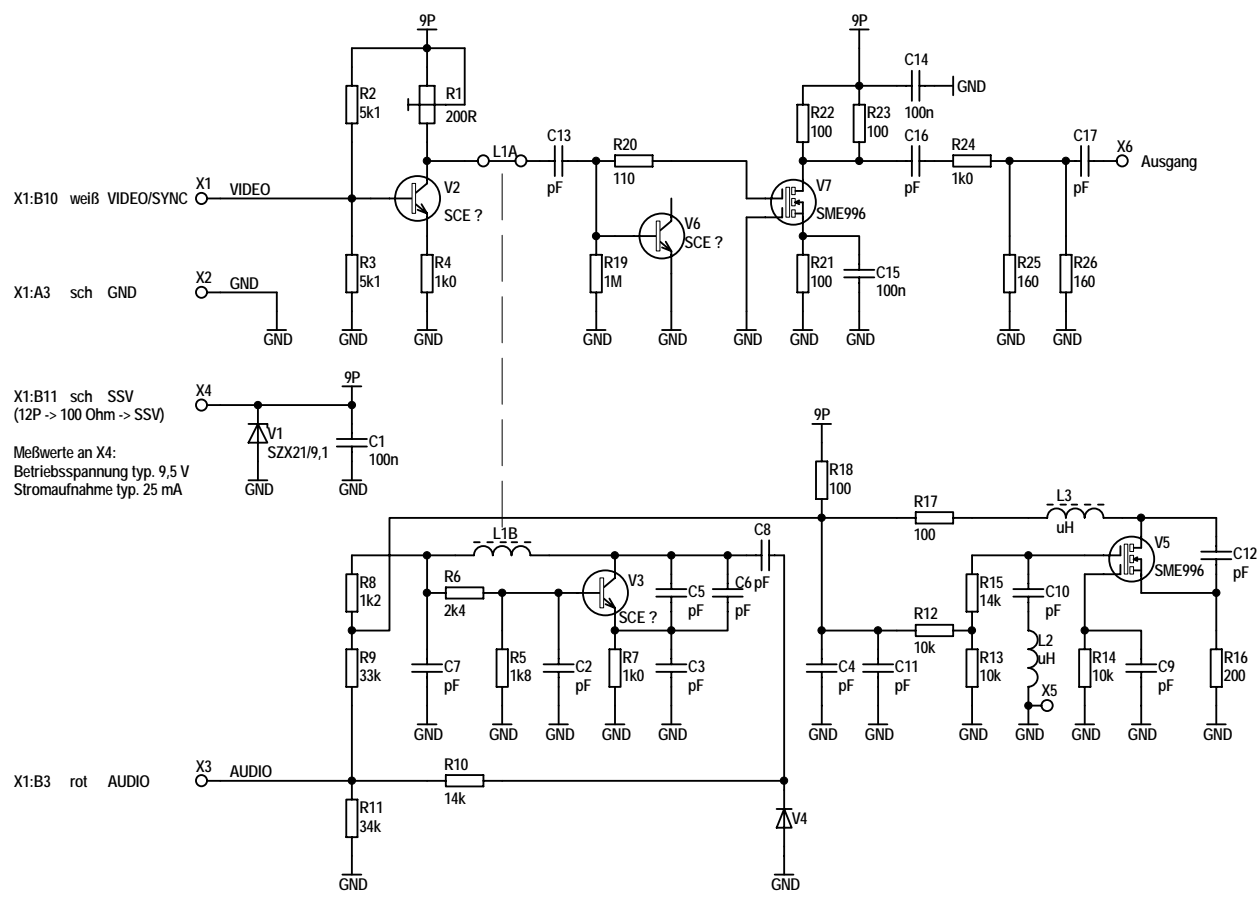 9P
9P
C14
GND
100n
R2
5k1
R1
200R
R22
100
R23
100
C13
pF
L1A
R20
110
C16
pF
R24
1k0
C17
pF
X6
Ausgang
X1:B10 weiß VIDEO/SYNC
X1
VIDEO
V2
SCE ?
V7
SME996
V6
SCE ?
R3
5k1
R4
1k0
R19
1M
R21
100
C15
100n
R25
160
R26
160
X1:A3 sch GND
X2
GND
GND
GND
GND
GND
GND
GND
GND
GND
GND
GND
X1:B11 sch SSV
(12P -> 100 Ohm -> SSV)
X4
9P
V1
SZX21/9,1
C1
100n
GND
GND
Meßwerte an X4:
Betriebsspannung typ. 9,5 V
Stromaufnahme typ. 25 mA
9P
R18
100
R17
100
L3
uH
L1B
C8
pF
V5
SME996
C12
pF
R8
1k2
R6
2k4
V3
SCE ?
C5
pF
C6
pF
R15
14k
C10
pF
R12
10k
R9
33k
C7
pF
R5
1k8
C2
pF
R7
1k0
C3
pF
C4
pF
C11
pF
R13
10k
L2
uH
X5
R14
10k
C9
pF
R16
200
GND
GND
GND
GND
GND
GND
GND
GND
GND
GND
GND
GND
X1:B3 rot AUDIO
X3
AUDIO
R10
14k
R11
34k
V4
GND
GND